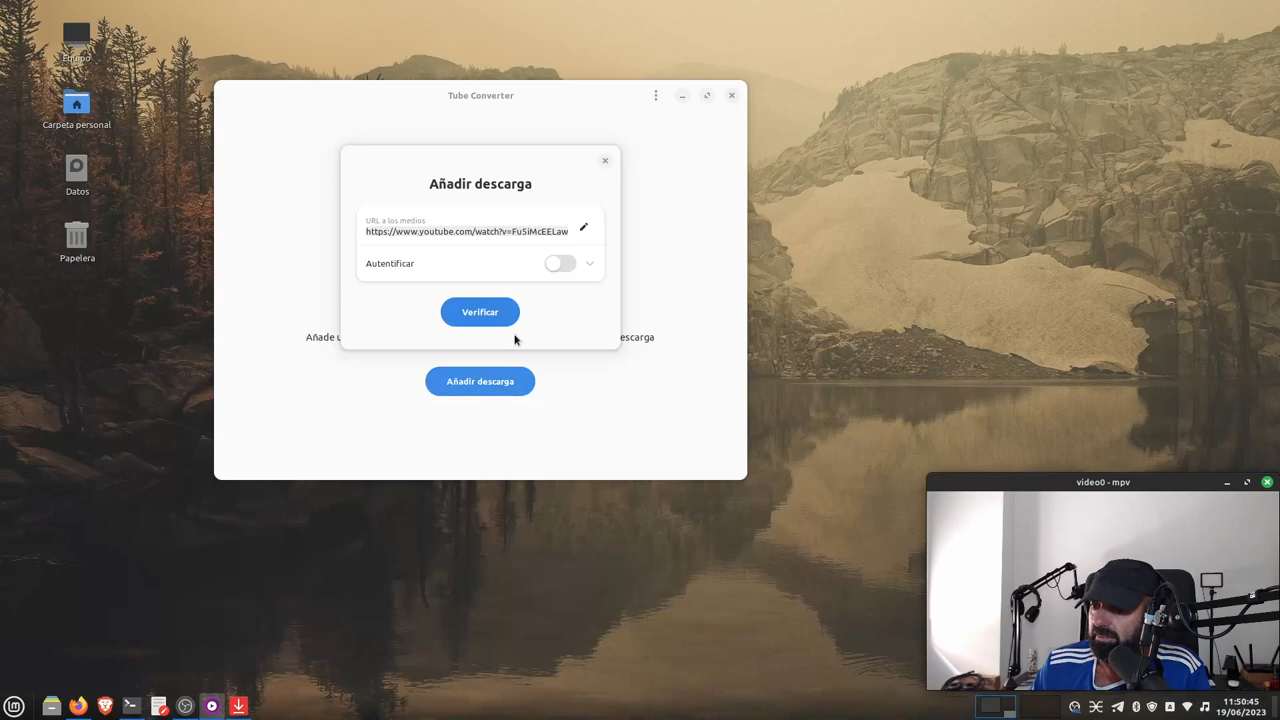 Equipo
Carpeta personal
Datos
Papelera
Tube Converter
Añadir descarga
URL a los medios
https://www.youtube.com/watch?v=Fu5iMcEELaw
Autentificar
Verificar
Añade u
escarga
Añadir descarga
video0 - mpv
11:50:45
19/06/2023